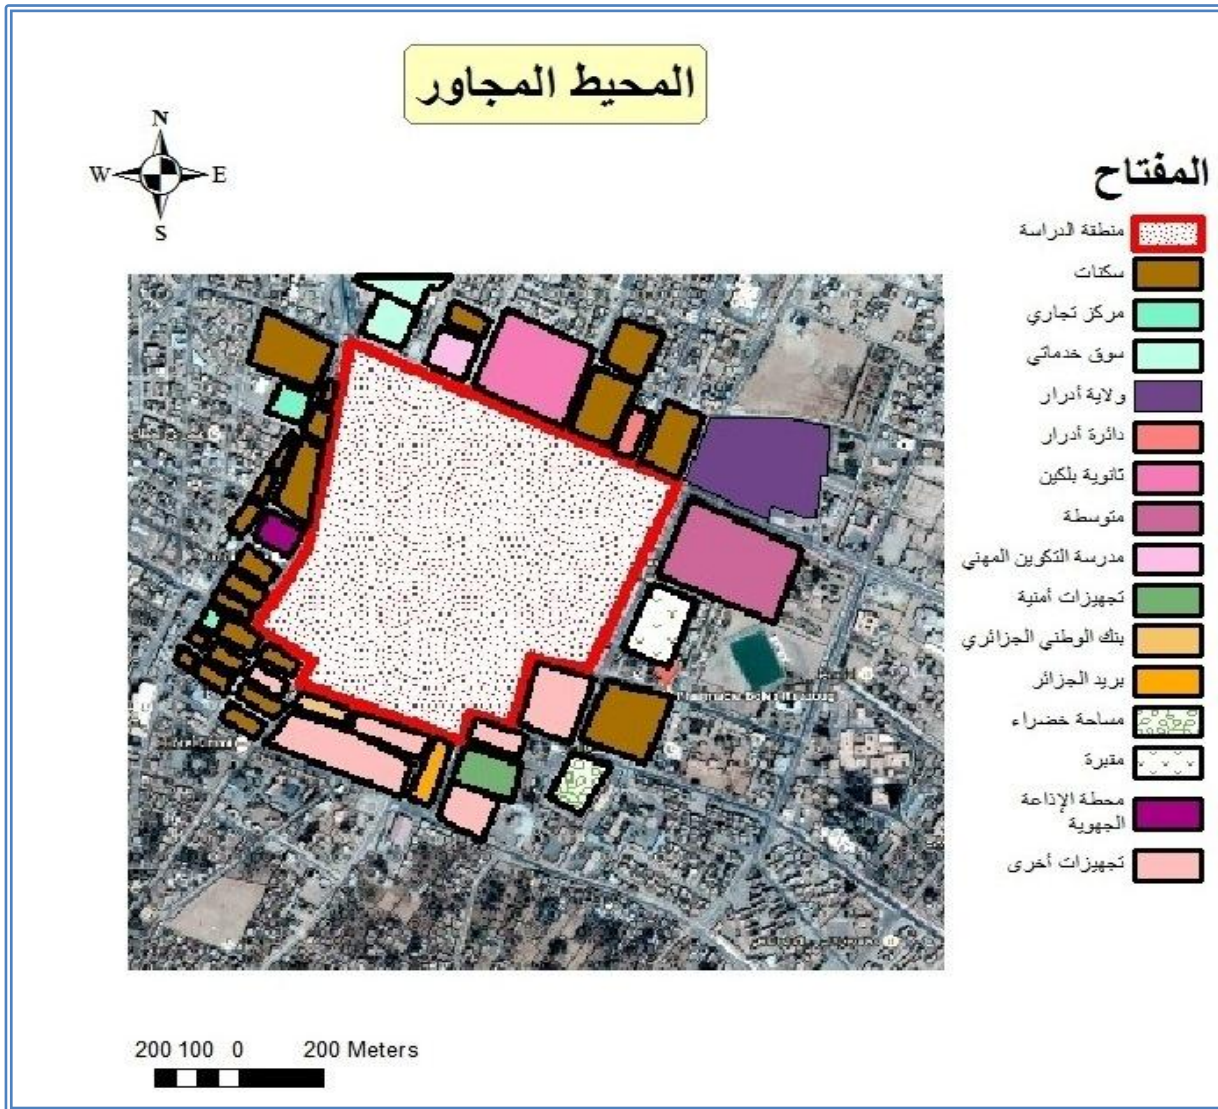 المحيط المجاور
N
W E
S
المفتاح
منطقة الدراسة
سكنات
مركز تجاري
سوق خدماتي
ولاية أدرار
دائرة أدرار
ثانوية بلكين
متوسطة
مدرسة التكوين المهني
تجهيزات أمنية
بنك الوطني الجزائري
بريد الجزائر
مساحة خضراء
مقبرة
محطة الإذاعة
الجهوية
تجهيزات أخرى
200 100 0 200 Meters